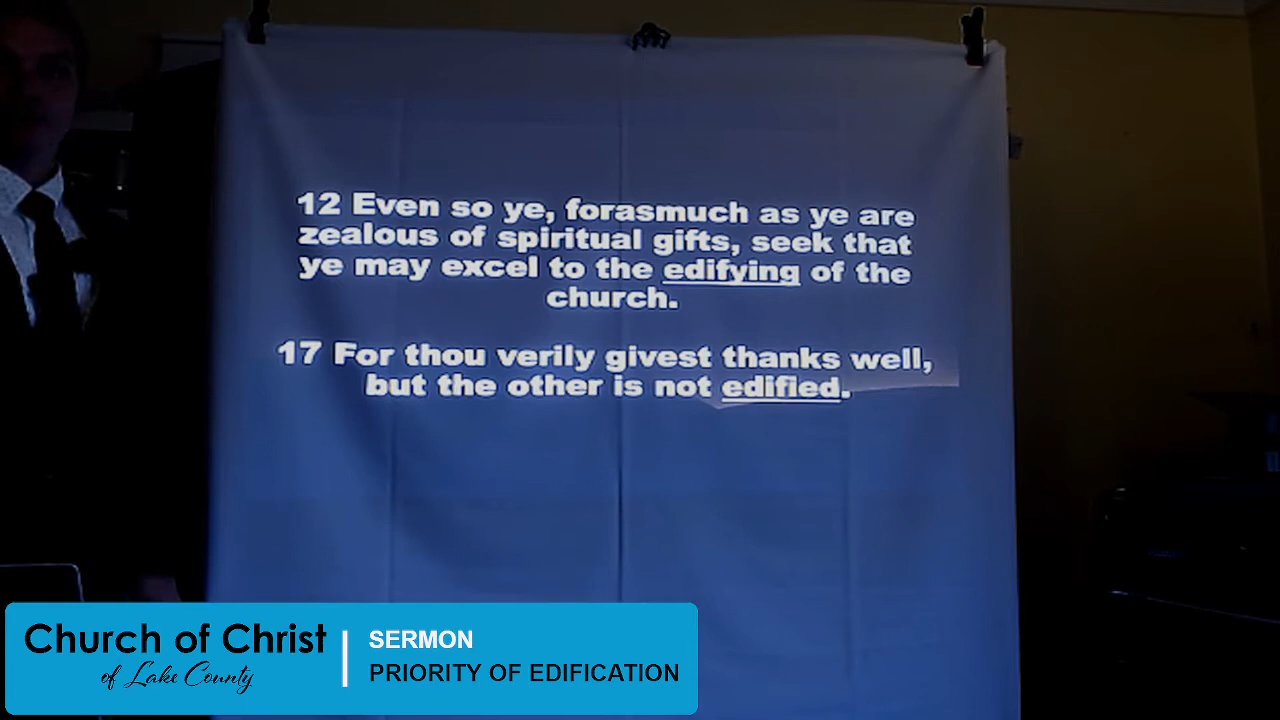 12 Even so ye, forasmuch as ye are
zealous of spiritual gifts, seek that
ye may excel to the edifying of the
church.
17 For thou verily givest thanks well,
but the other is not edified.
Church of Christ
of Lake County
SERMON
PRIORITY OF EDIFICATION